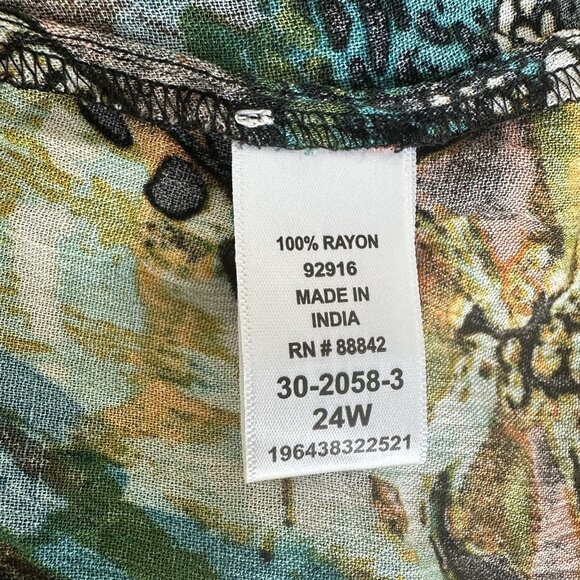 100% RAYON
92916
MADE IN
INDIA
RN # 88842
30-2058-3
24W
196438322521